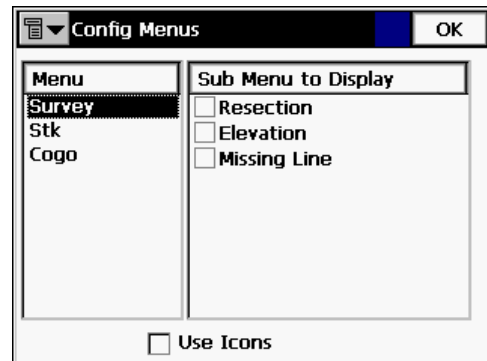 Config Menus OK
Menu Sub Menu to Display
Survey Resection
Stk Elevation
Cogo Missing Line
Use Icons